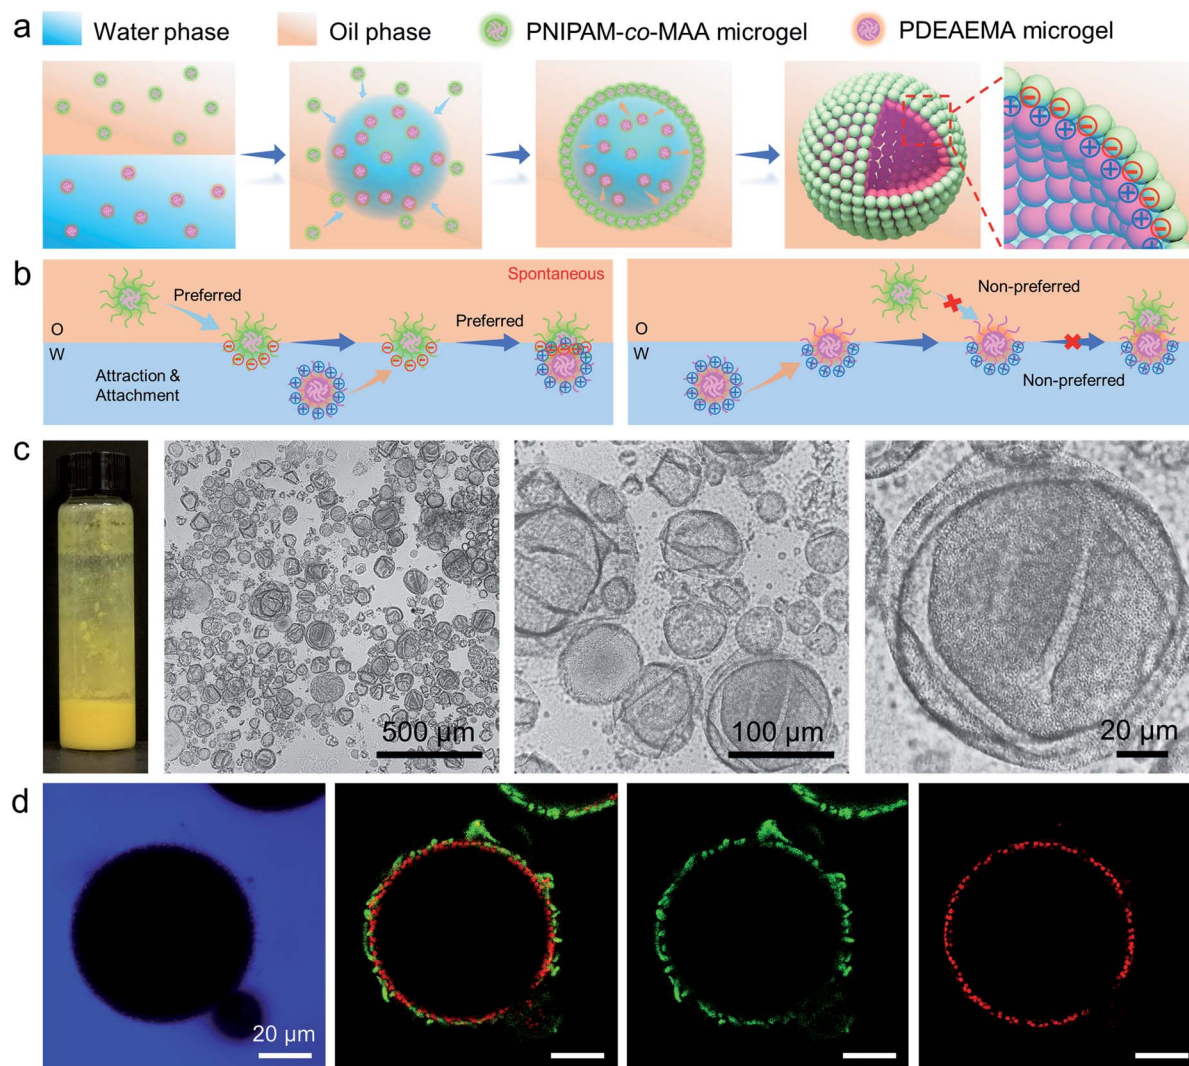 a
Water phase
Oil phase
PNIPAM-co-MAA microgel
PDEAEMA microgel
b
Spontaneous
Preferred
Preferred
O
W
Attraction &
Attachment
Non-preferred
O
W
Non-preferred
c
500 μm
100 μm
20 μm
d
20 μm